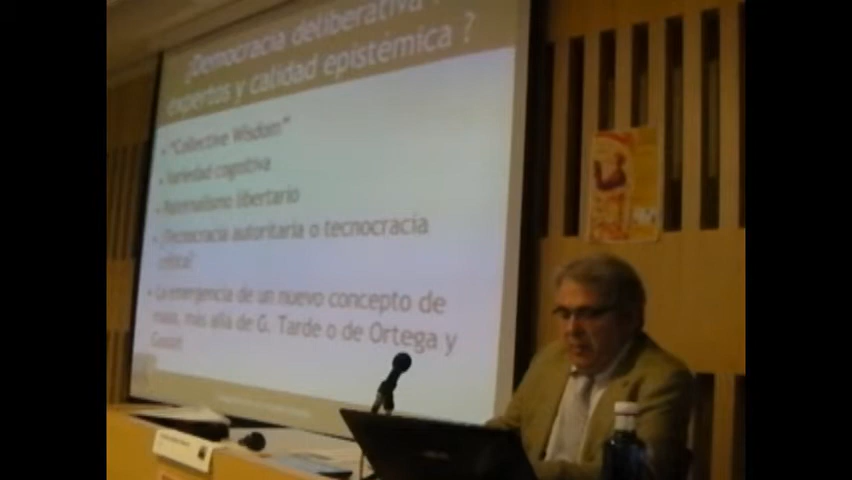 ¿Democracia deliberativa
expertos y calidad epistémica ?
• "Collective Wisdom"
• Variedad cognitiva
• Paternalismo libertario
• ¿Tecnocracia autoritaria o tecnocracia
crítica?
• La emergencia de un nuevo concepto de
masa, más allá de G. Tarde o de Ortega y
Gasset